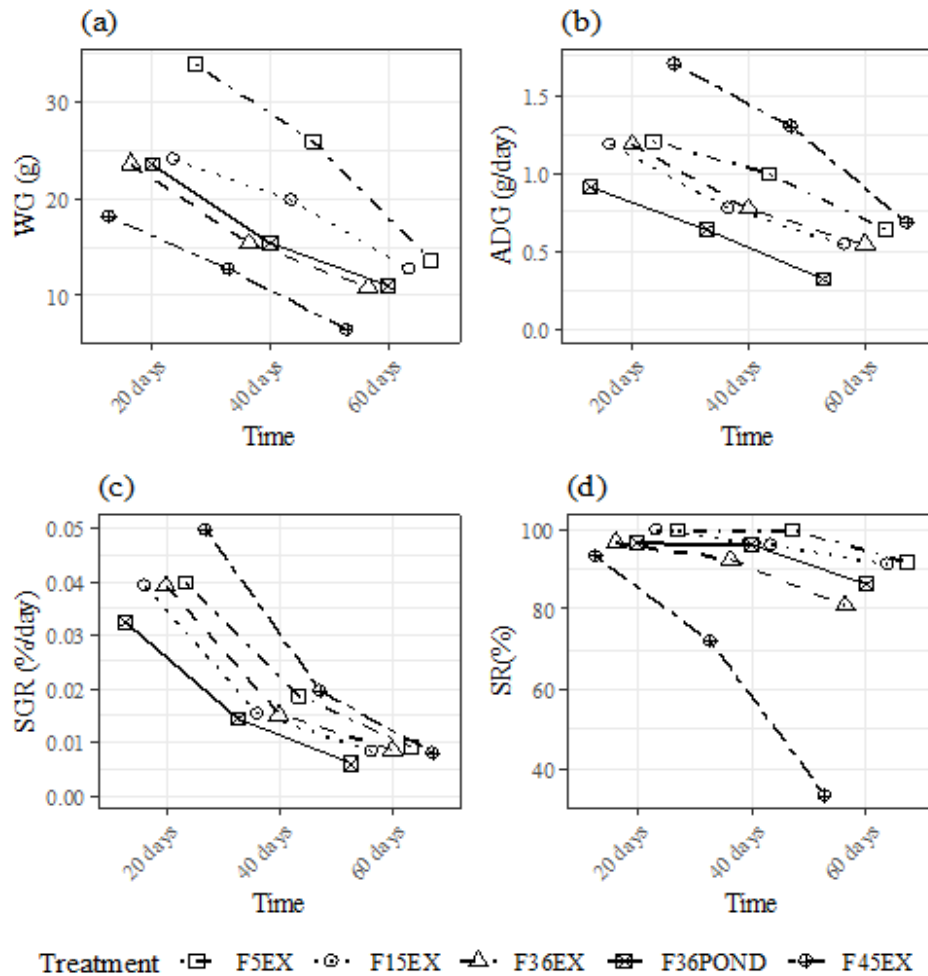 (a)
WG (g)
30
20
10
20 days
40 days
60 days
Time
(b)
ADG (g/day)
1.5
1.0
0.5
0.0
20 days
40 days
60 days
Time
(c)
SGR (%/day)
0.05
0.04
0.03
0.02
0.01
0.00
20 days
40 days
60 days
Time
(d)
SR(%)
100
80
60
40
20 days
40 days
60 days
Time
Treatment F5EX F15EX F36EX F36POND F45EX